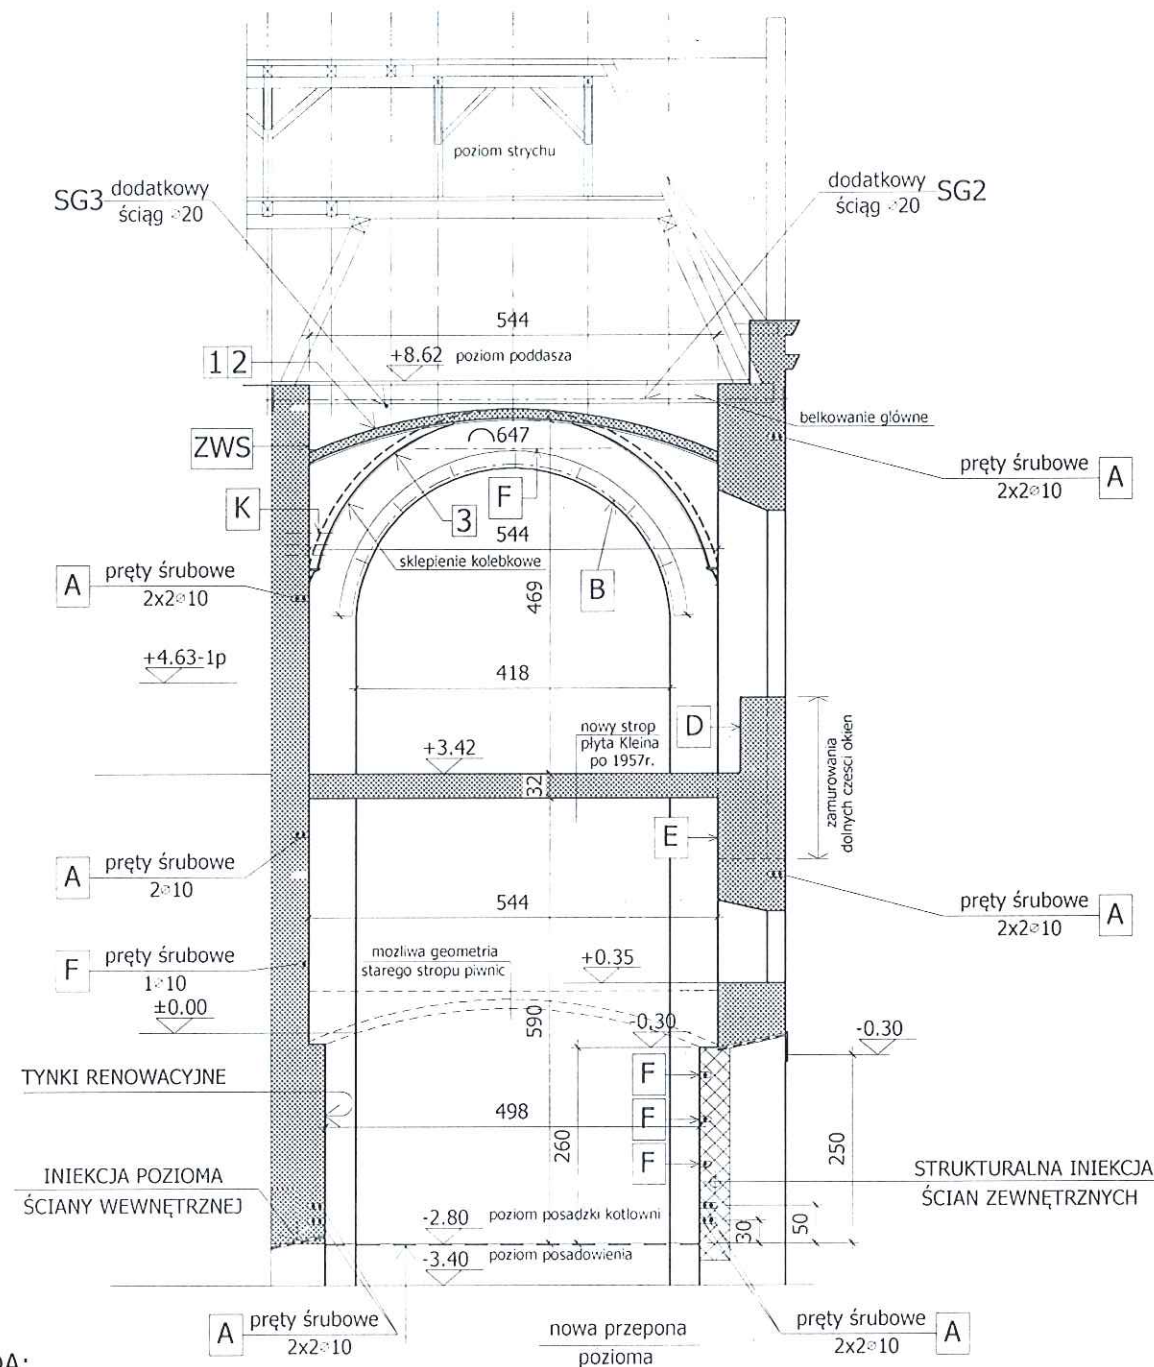 poziom strychu
SG3 dodatkowy
ściąg ⌀20
dodatkowy SG2
ściąg ⌀20
544
+8.62 poziom poddasza
1 2
belkowanie główne
647
ZWS
pręty śrubowe A
2x2⌀10
F
K
3
544
sklepienie kolebkowe
B
A pręty śrubowe
2x2⌀10
469
+4.63-1p
418
D
nowy strop
płyta Kleina
po 1957r.
+3.42
32
zamurowania
dolnych czesci okien
E
A pręty śrubowe
2⌀10
544
pręty śrubowe A
2x2⌀10
F pręty śrubowe
1⌀10
mozliwa geometria
starego stropu piwnic
+0.35
±0.00
590
-0.30
-0.30
TYNKI RENOWACYJNE
F
F
F
498
260
250
INIEKCJA POZIOMA
ŚCIANY WEWNĘTRZNEJ
STRUKTURALNA INIEKCJA
ŚCIAN ZEWNĘTRZNYCH
30
50
-2.80 poziom posadzki kotlowni
-3.40 poziom posadowienia
A pręty śrubowe
2x2⌀10
nowa przepona
pozioma
pręty śrubowe A
2x2⌀10